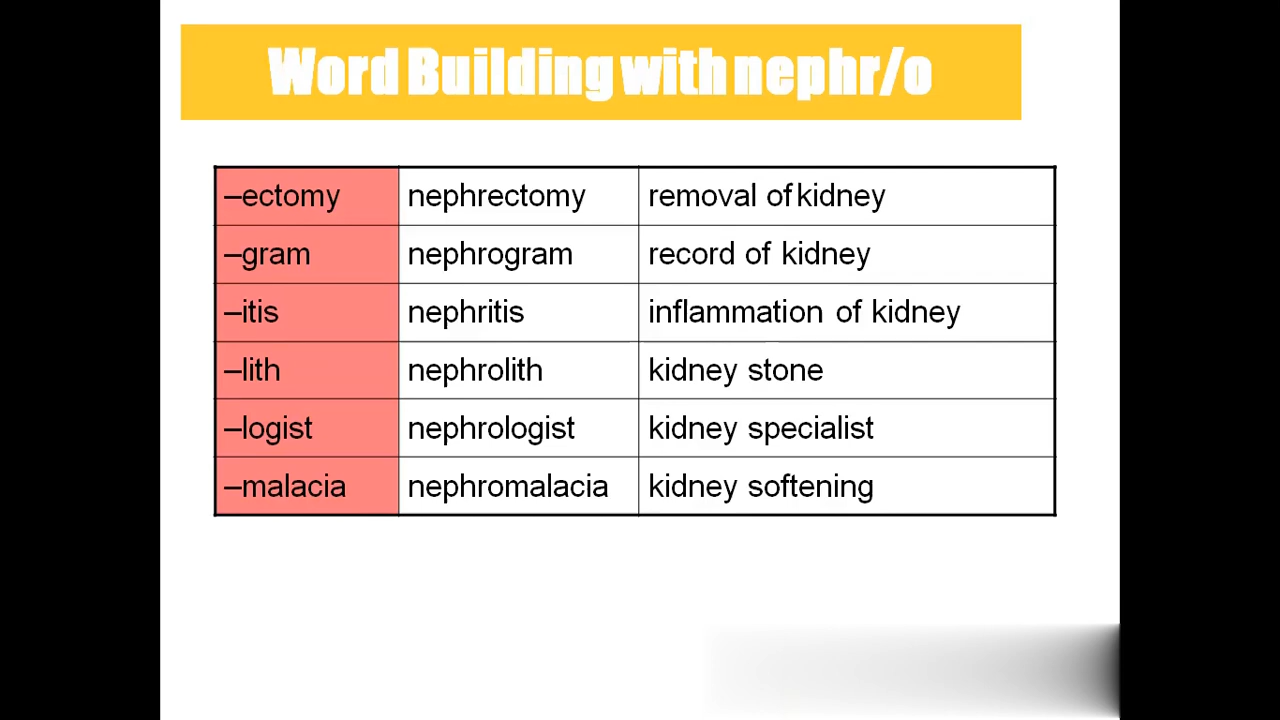 Word Building with nephr/o
–ectomy nephrectomy removal of kidney
–gram nephrogram record of kidney
–itis nephritis inflammation of kidney
–lith nephrolith kidney stone
–logist nephrologist kidney specialist
–malacia nephromalacia kidney softening